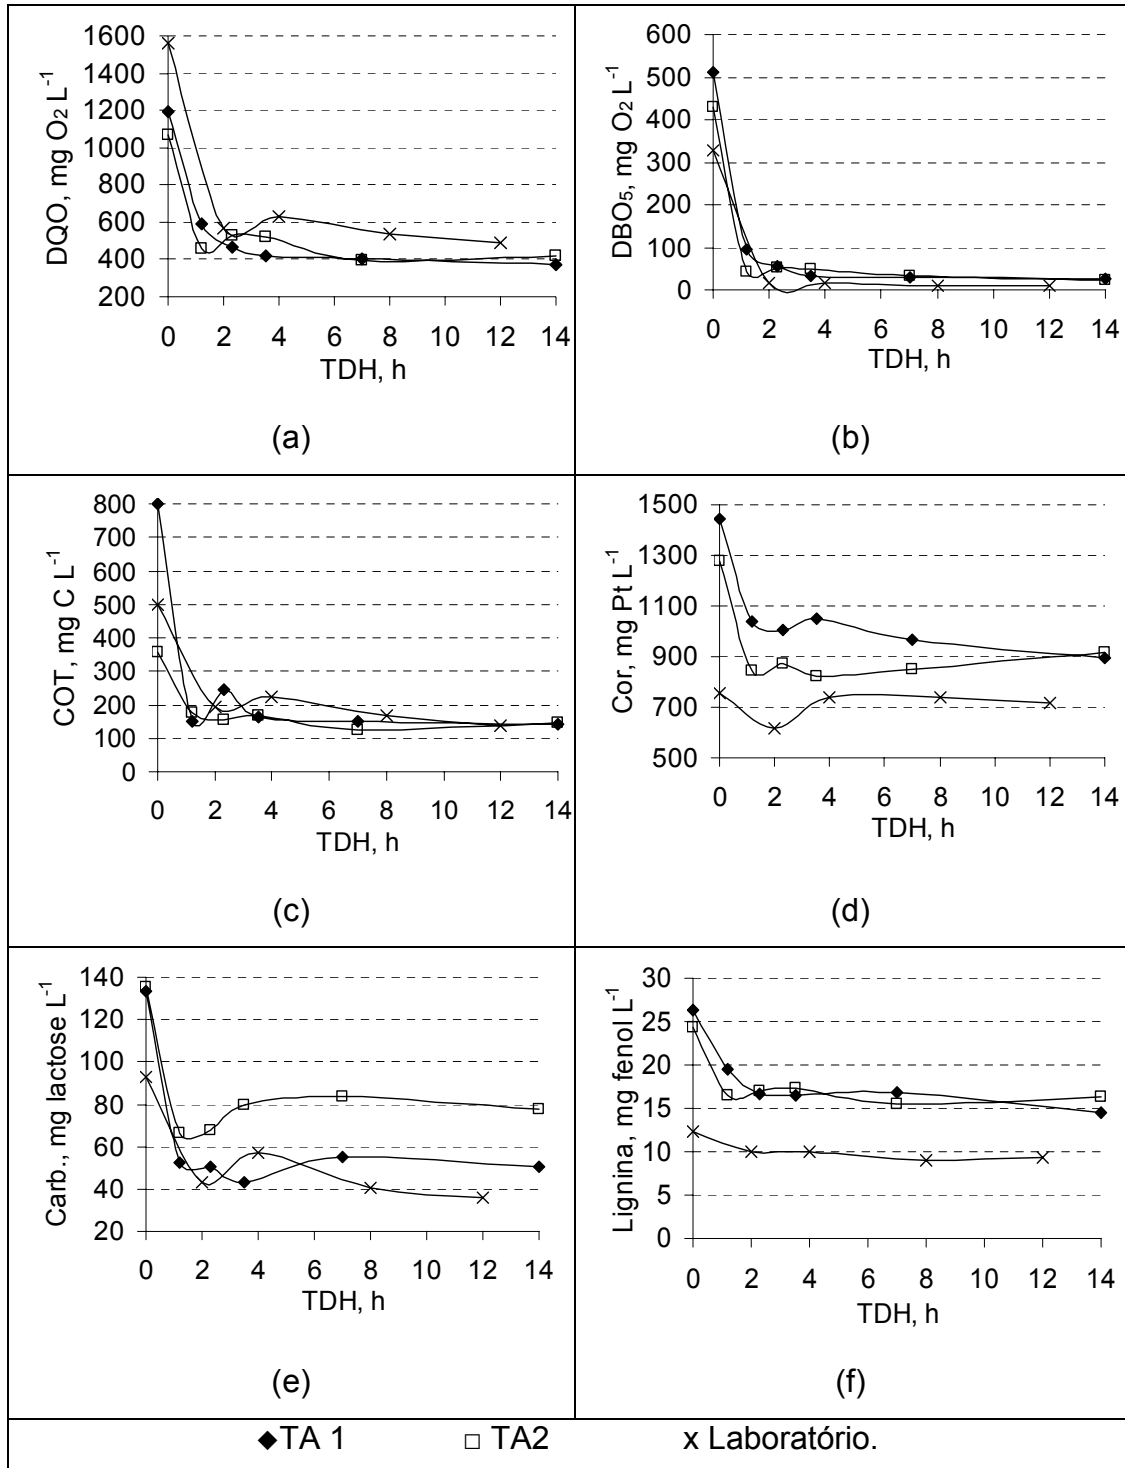 1600
1400
1200
1000
800
600
400
200
DQO, mg O2 L-1
0 2 4 6 8 10 12 14
TDH, h
(a)
600
500
400
300
200
100
0
DBO5, mg O2 L-1
0 2 4 6 8 10 12 14
TDH, h
(b)
800
700
600
500
400
300
200
100
0
COT, mg C L-1
0 2 4 6 8 10 12 14
TDH, h
(c)
1500
1300
1100
900
700
500
Cor, mg Pt L-1
0 2 4 6 8 10 12 14
TDH, h
(d)
140
120
100
80
60
40
20
Carb., mg lactose L-1
0 2 4 6 8 10 12 14
TDH, h
(e)
30
25
20
15
10
5
0
Lignina, mg fenol L-1
0 2 4 6 8 10 12 14
TDH, h
(f)
◆TA 1 □ TA2 x Laboratório.